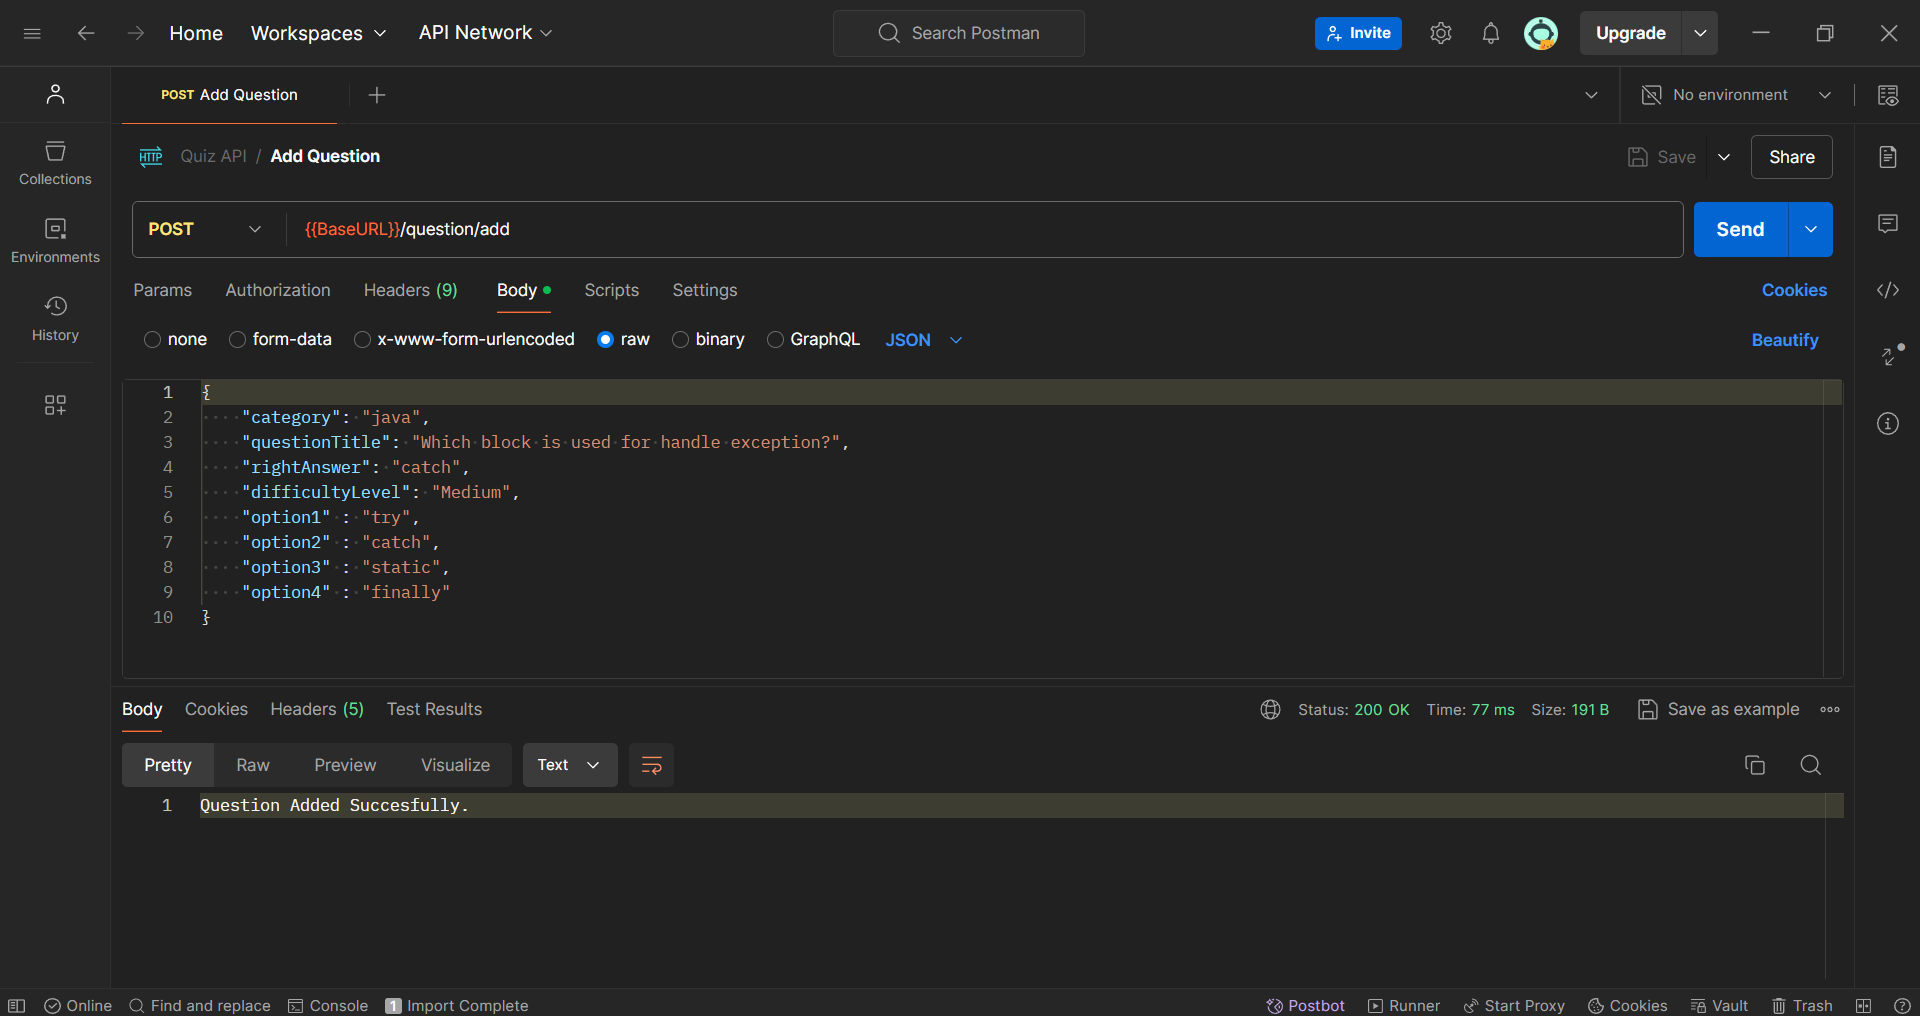 Home Workspaces API Network Search Postman Invite Upgrade
POST Add Question No environment
HTTP Quiz API / Add Question Save Share
Collections
POST {{BaseURL}}/question/add Send
Environments
Params Authorization Headers (9) Body Scripts Settings Cookies
History
none form-data x-www-form-urlencoded raw binary GraphQL JSON Beautify
1 {
2 "category": "java",
3 "questionTitle": "Which block is used for handle exception?",
4 "rightAnswer": "catch",
5 "difficultyLevel": "Medium",
6 "option1" : "try",
7 "option2" : "catch",
8 "option3" : "static",
9 "option4" : "finally"
10 }
Body Cookies Headers (5) Test Results Status: 200 OK Time: 77 ms Size: 191 B Save as example
Pretty Raw Preview Visualize Text
1 Question Added Succesfully.
Online Find and replace Console 1 Import Complete Postbot Runner Start Proxy Cookies Vault Trash